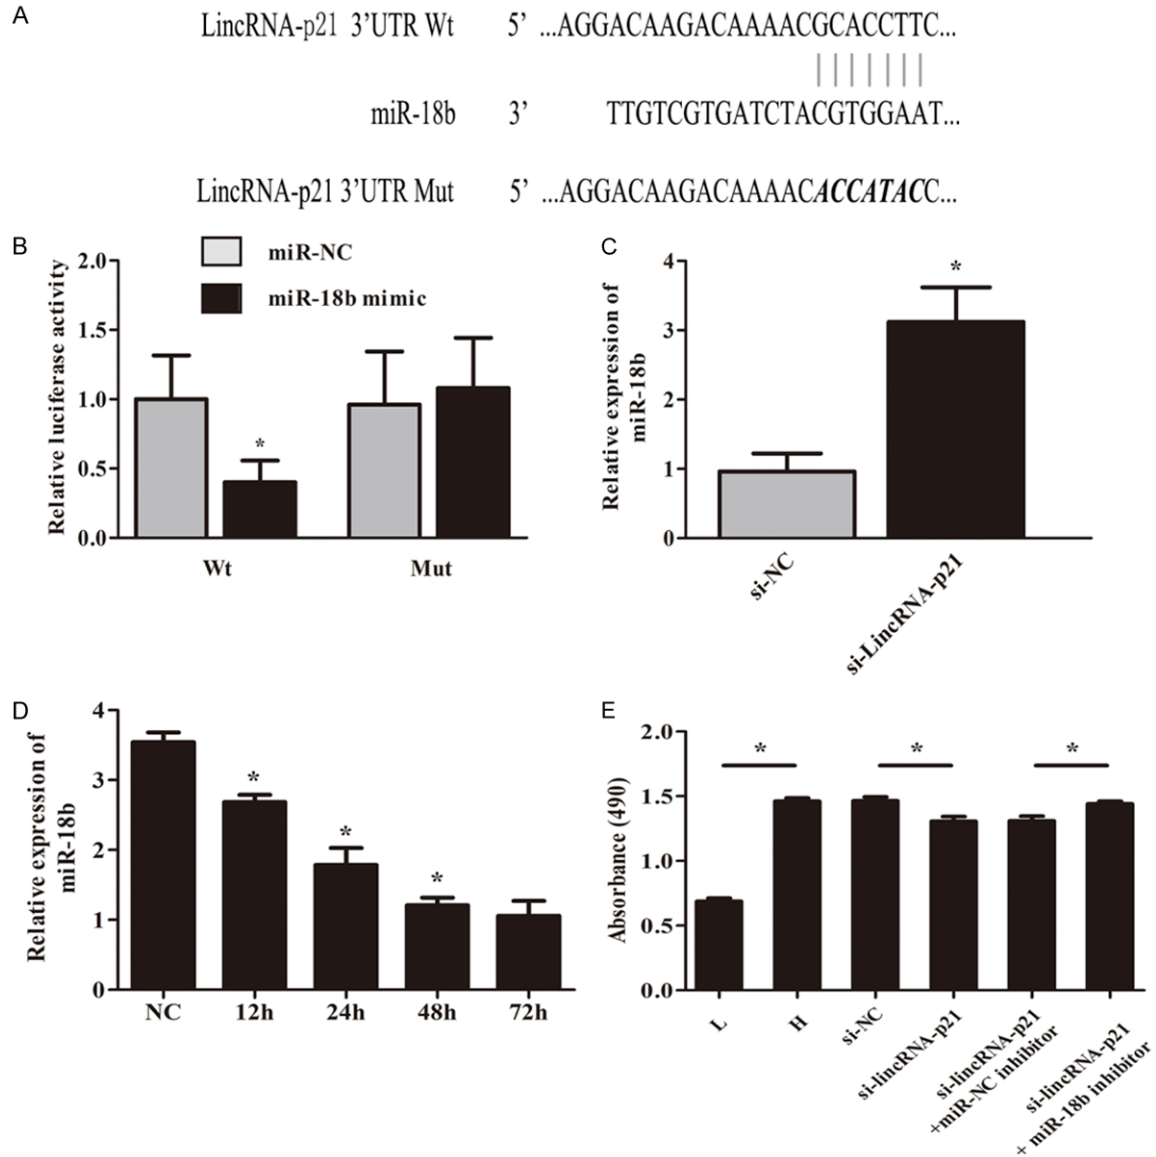 A
LincRNA-p21 3’UTR Wt 5’ ...AGGACAAGACAAAACGCACCTTC...
miR-18b 3’ TTGTCGTGATCTACGTGGAAT...
LincRNA-p21 3’UTR Mut 5’ ...AGGACAAGACAAAACACCATACC...
B
miR-NC
miR-18b mimic
Relative luciferase activity
2.0
1.5
1.0
0.5
0.0
*
Wt
Mut
C
Relative expression of
miR-18b
4
3
2
1
0
*
si-NC
si-LincRNA-p21
D
Relative expression of
miR-18b
4
3
2
1
0
*
*
*
NC
12h
24h
48h
72h
E
Absorbance (490)
2.0
1.5
1.0
0.5
0.0
*
*
*
L
H
si-NC
si-lincRNA-p21
si-lincRNA-p21
+miR-NC inhibitor
si-lincRNA-p21
+ miR-18b inhibitor